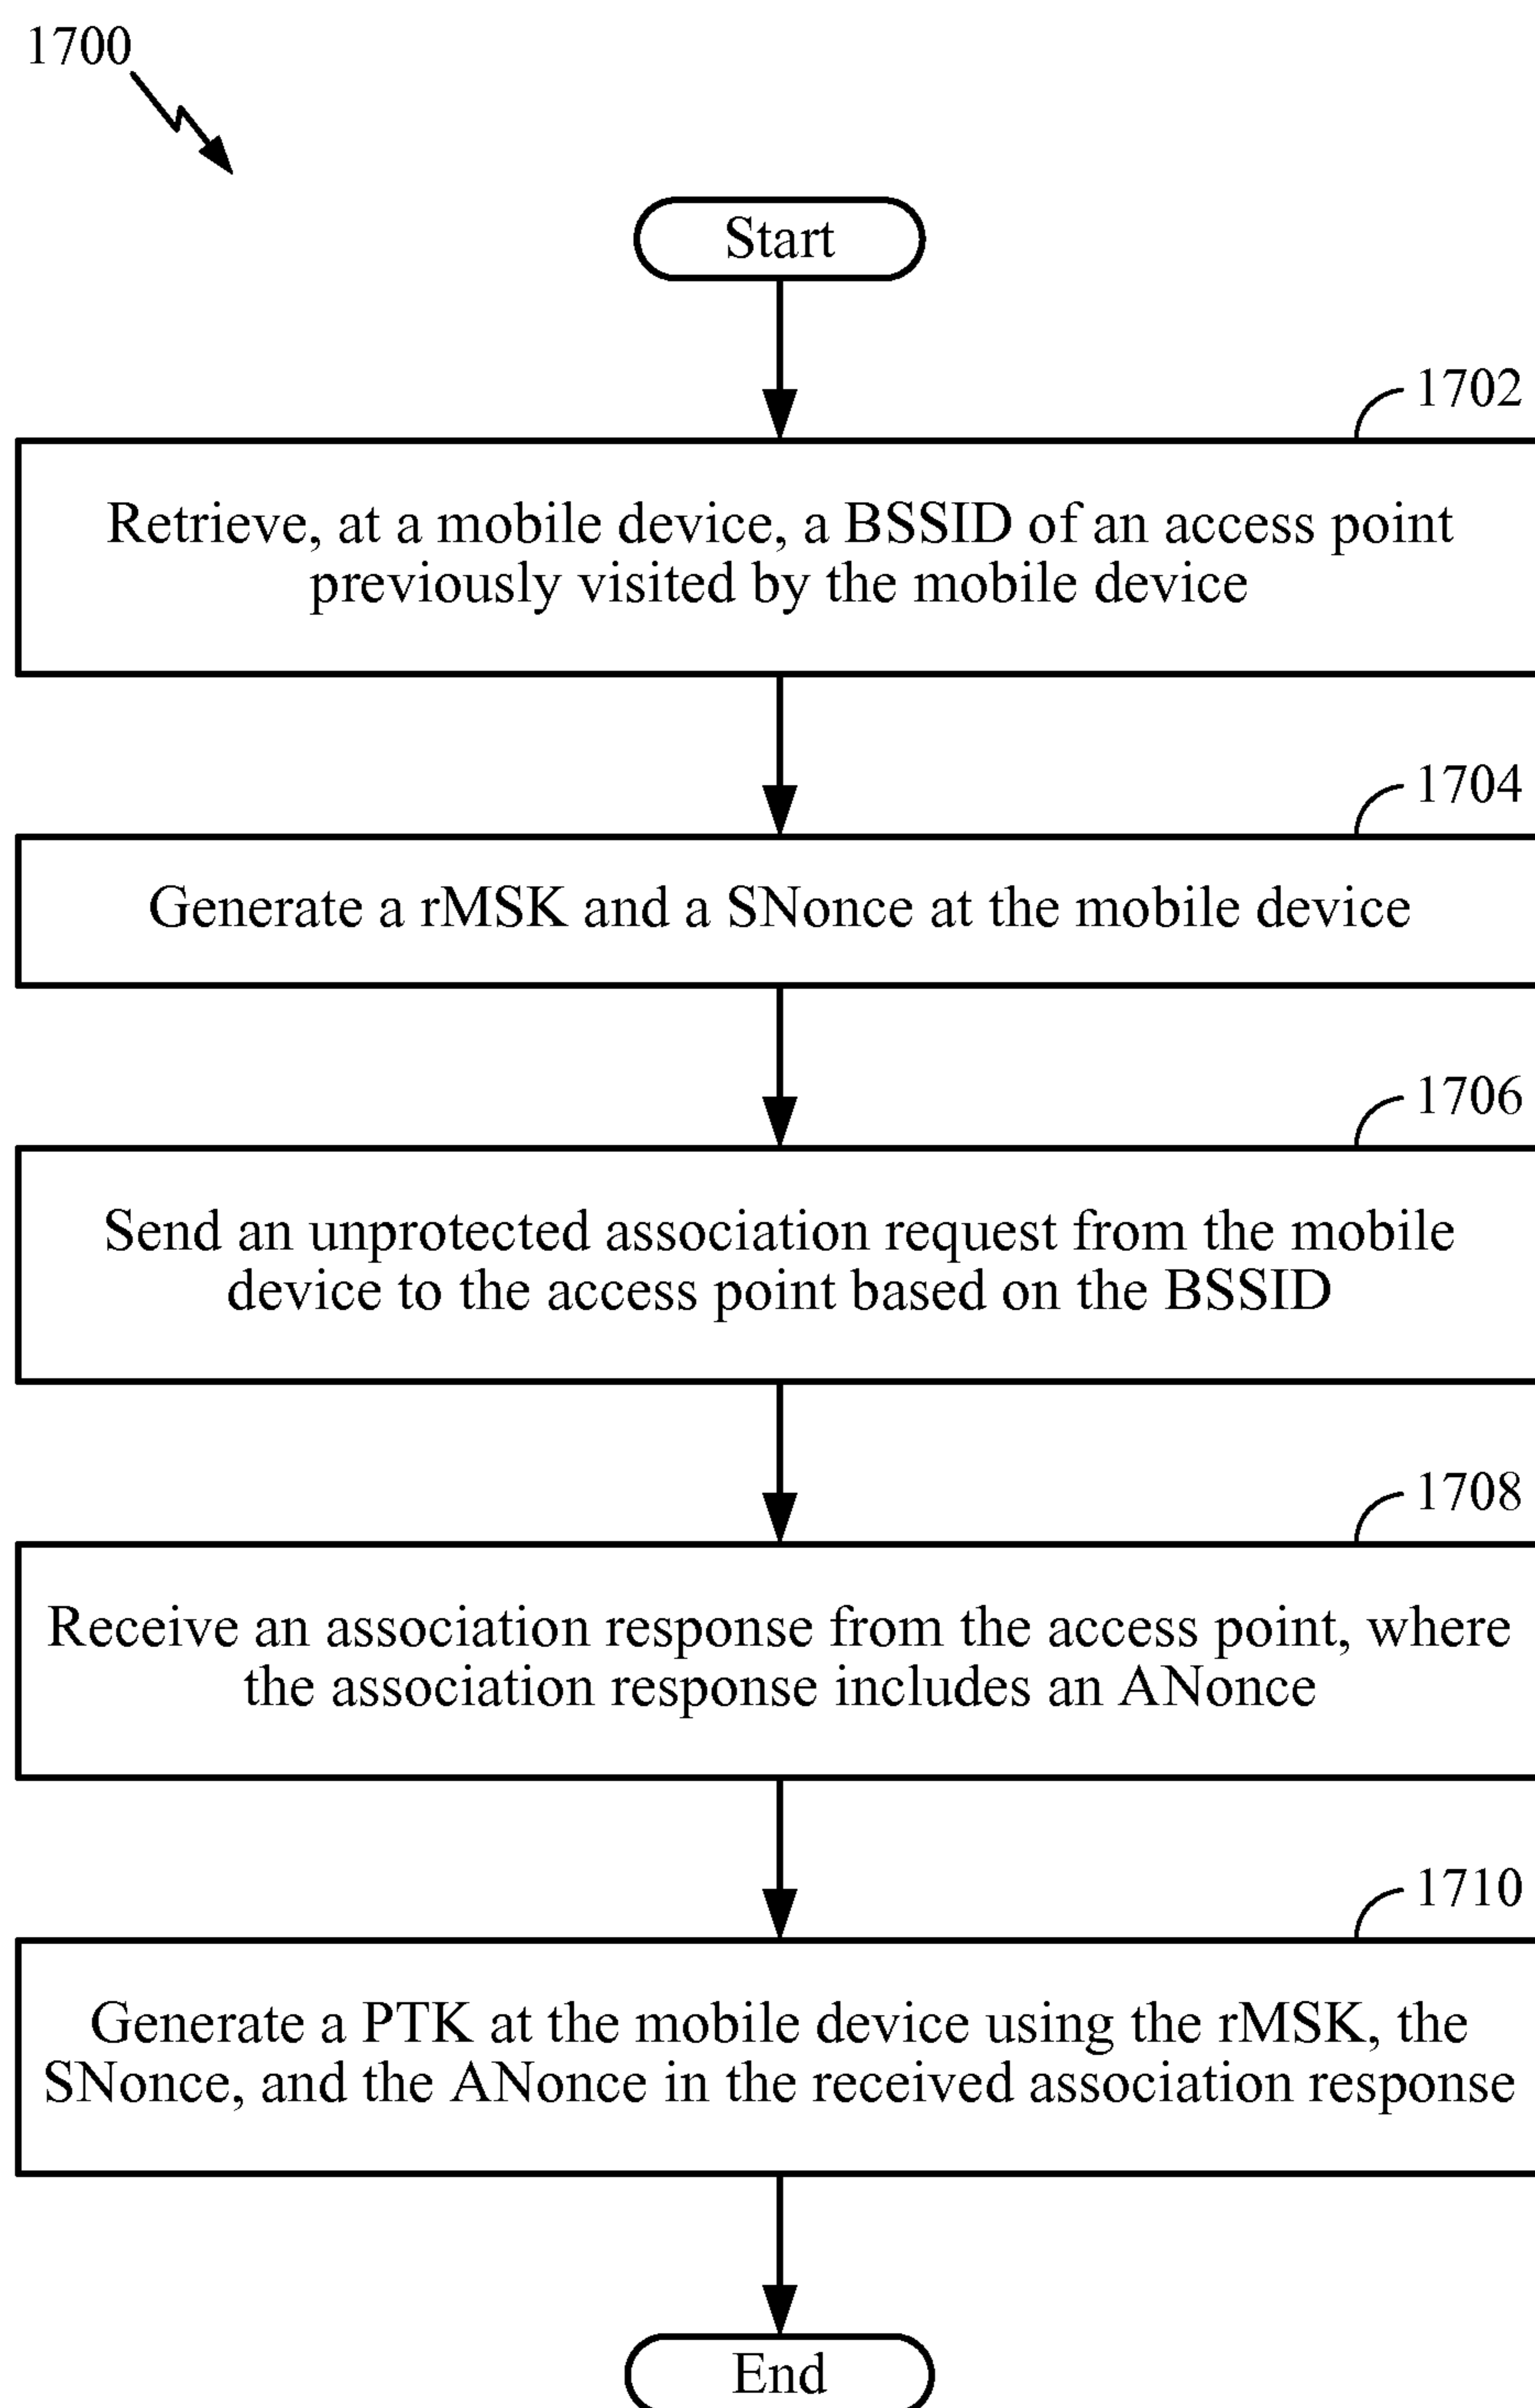 1700
Start
1702
Retrieve, at a mobile device, a BSSID of an access point
previously visited by the mobile device
1704
Generate a rMSK and a SNonce at the mobile device
1706
Send an unprotected association request from the mobile
device to the access point based on the BSSID
1708
Receive an association response from the access point, where
the association response includes an ANonce
1710
Generate a PTK at the mobile device using the rMSK, the
SNonce, and the ANonce in the received association response
End